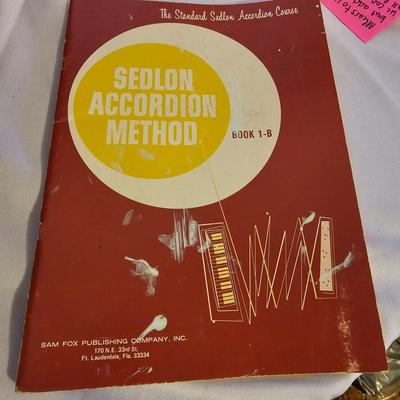 The Standard Sedlon Accordion Course
SEDLON
ACCORDION
METHOD
BOOK 1-B
SAM FOX PUBLISHING COMPANY, INC.
170 N.E. 33rd St.
Ft. Lauderdale, Fla. 33334